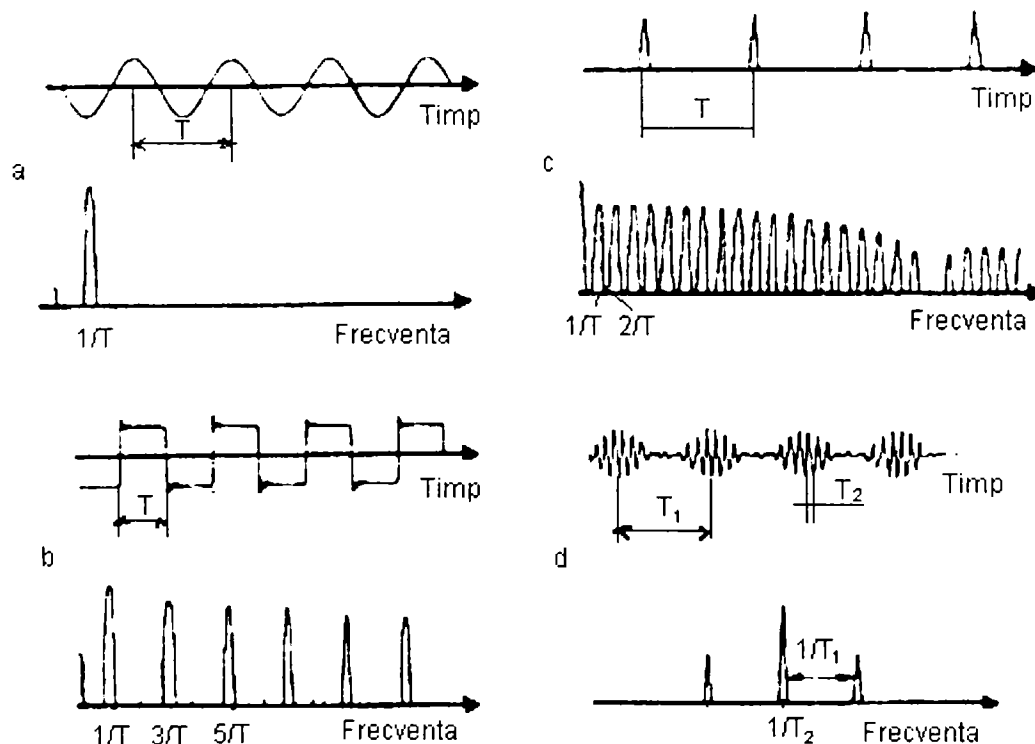 a
Timp
T
1/T
Frecventa
c
Timp
T
1/T 2/T
Frecventa
b
Timp
T
1/T 3/T 5/T
Frecventa
d
Timp
T1
T2
1/T1
1/T2
Frecventa